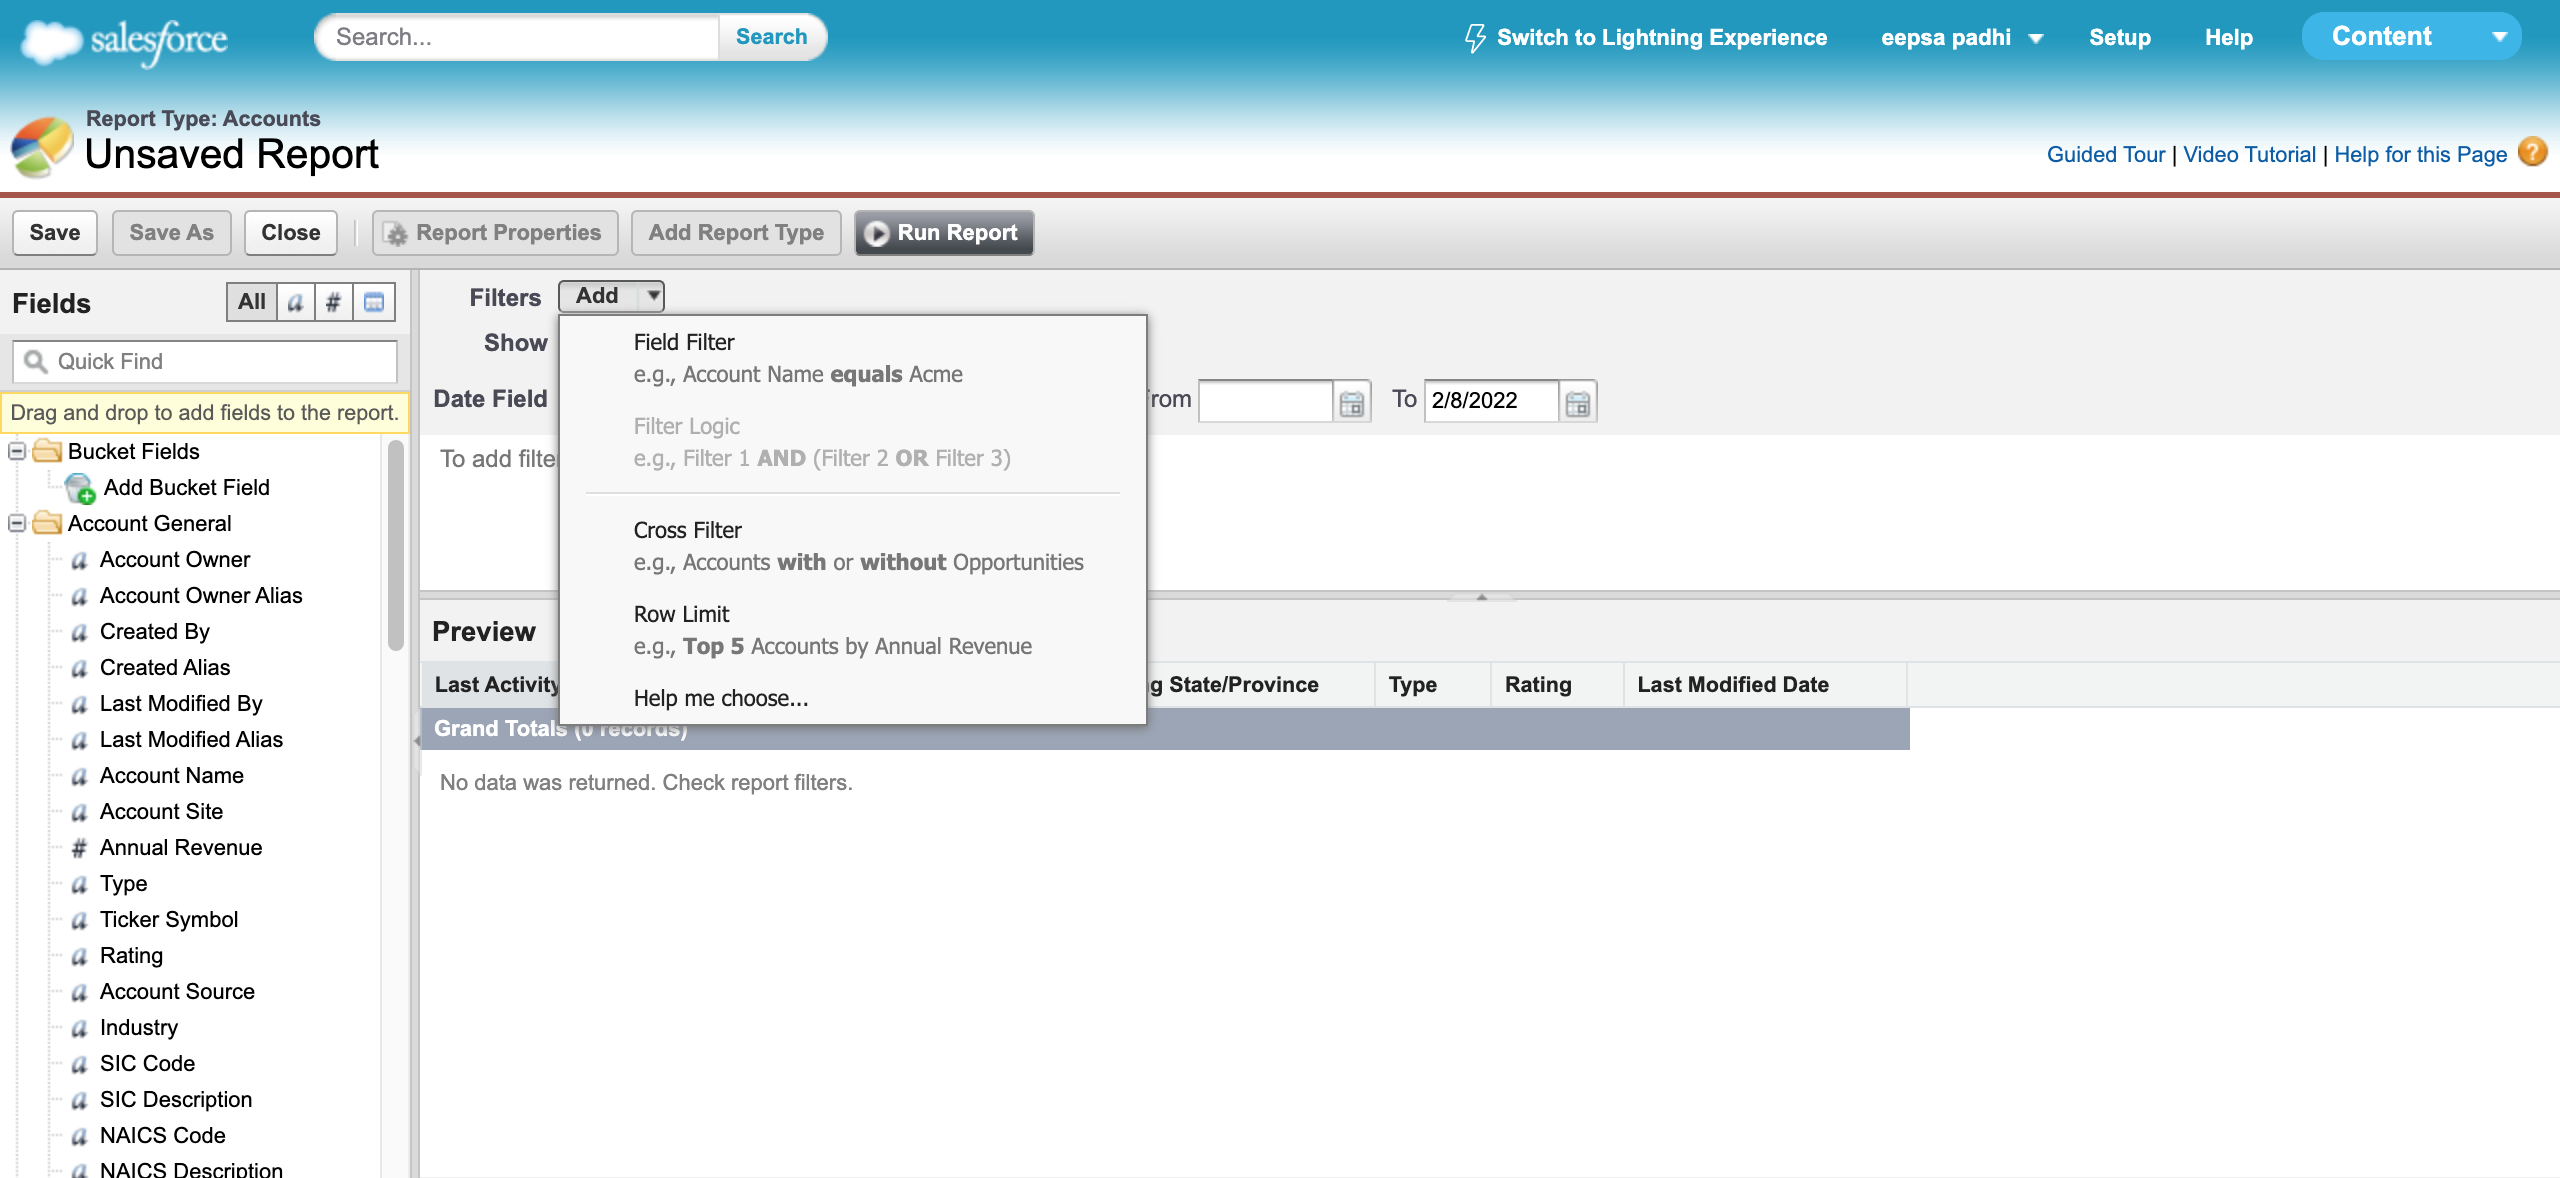 salesforce
Search...
Search
Switch to Lightning Experience
eepsa padhi
Setup
Help
Content
Report Type: Accounts
Unsaved Report
Guided Tour | Video Tutorial | Help for this Page ?
Save
Save As
Close
Report Properties
Add Report Type
Run Report
Fields
All
a
#
Quick Find
Drag and drop to add fields to the report.
Bucket Fields
Add Bucket Field
Account General
a Account Owner
a Account Owner Alias
a Created By
a Created Alias
a Last Modified By
a Last Modified Alias
a Account Name
a Account Site
# Annual Revenue
a Type
a Ticker Symbol
a Rating
a Account Source
a Industry
a SIC Code
a SIC Description
a NAICS Code
a NAICS Description
Filters
Add
Show
Date Field
From
To
2/8/2022
To add filte
Field Filter
e.g., Account Name equals Acme
Filter Logic
e.g., Filter 1 AND (Filter 2 OR Filter 3)
Cross Filter
e.g., Accounts with or without Opportunities
Row Limit
e.g., Top 5 Accounts by Annual Revenue
Help me choose...
Preview
Last Activity
g State/Province
Type
Rating
Last Modified Date
Grand Totals (0 records)
No data was returned. Check report filters.